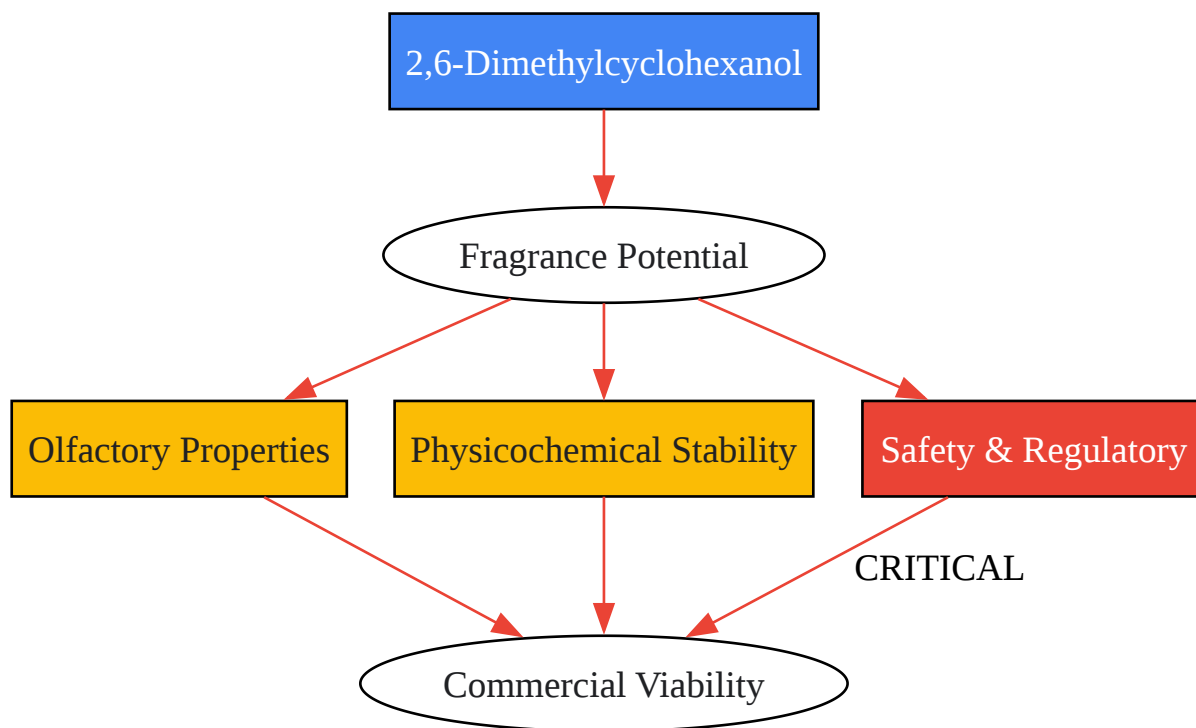 2,6-Dimethylcyclohexanol
Fragrance Potential
Olfactory Properties
Physicochemical Stability
Safety & Regulatory
CRITICAL
Commercial Viability